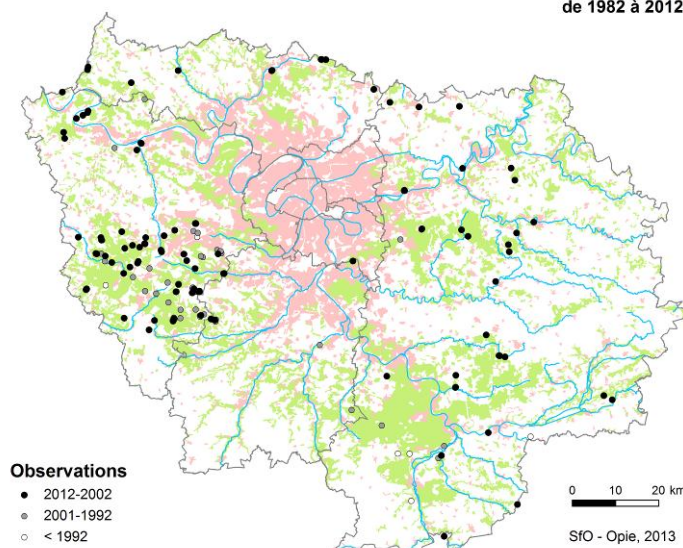 de 1982 à 2012
Observations
2012-2002
2001-1992
< 1992
0 10 20 km
SfO - Opie, 2013